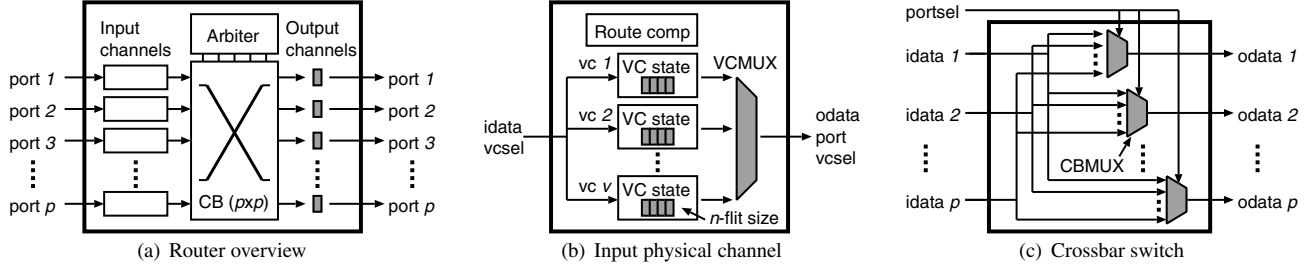 Input channels
Arbiter
Output channels
port 1
port 2
port 3
port p
CB (pxp)
port 1
port 2
port 3
port p
(a) Router overview
Route comp
vc 1
VC state
VCMUX
vc 2
VC state
idata
vcsel
odata
port
vcsel
vc v
VC state
n-flit size
(b) Input physical channel
portsel
idata 1
odata 1
idata 2
odata 2
CBMUX
idata p
odata p
(c) Crossbar switch